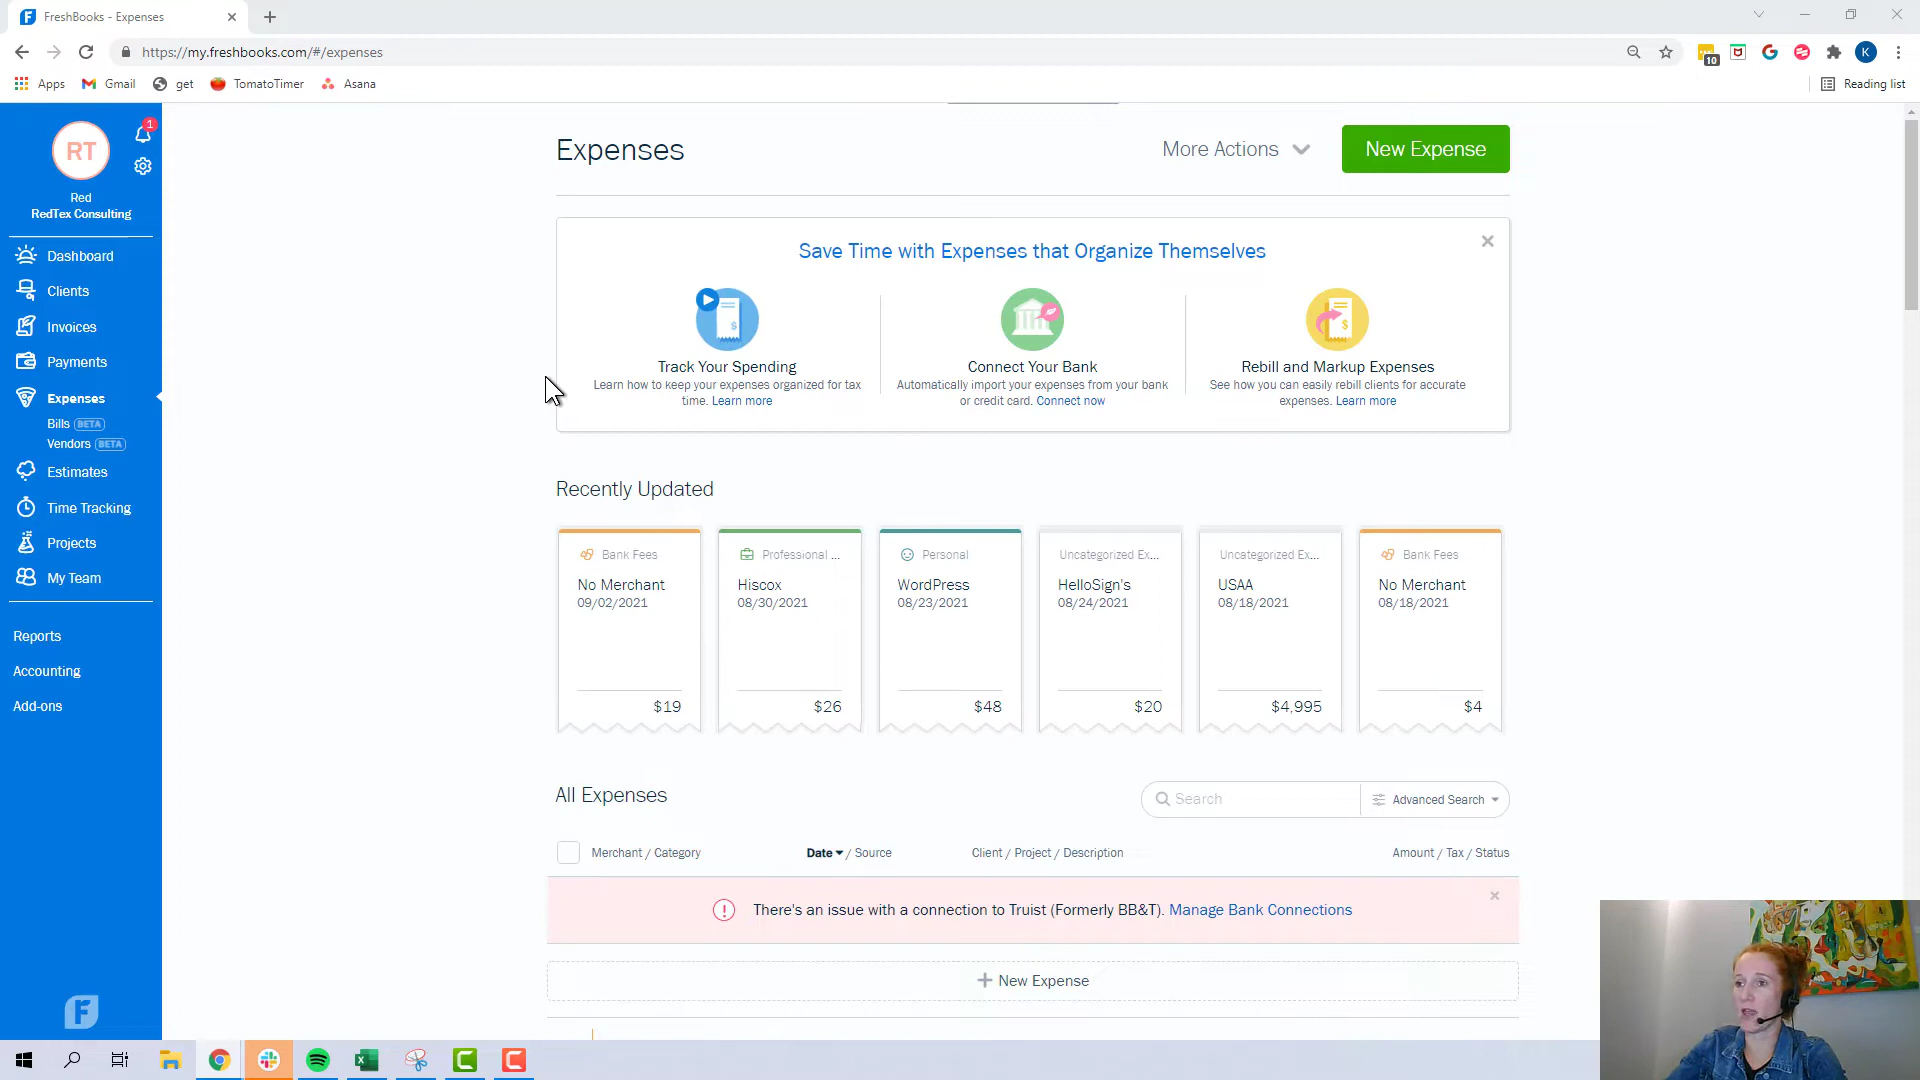 FreshBooks - Expenses
https://my.freshbooks.com/#/expenses
10
K
Apps
Gmail
get
TomatoTimer
Asana
Reading list
RT
1
Red
RedTex Consulting
Dashboard
Clients
Invoices
Payments
Expenses
Bills BETA
Vendors BETA
Estimates
Time Tracking
Projects
My Team
Reports
Accounting
Add-ons
Expenses
More Actions
New Expense
Save Time with Expenses that Organize Themselves
Track Your Spending
Learn how to keep your expenses organized for tax
time. Learn more
Connect Your Bank
Automatically import your expenses from your bank
or credit card. Connect now
Rebill and Markup Expenses
See how you can easily rebill clients for accurate
expenses. Learn more
Recently Updated
Bank Fees
No Merchant
09/02/2021
$19
Professional ...
Hiscox
08/30/2021
$26
Personal
WordPress
08/23/2021
$48
Uncategorized Ex...
HelloSign's
08/24/2021
$20
Uncategorized Ex...
USAA
08/18/2021
$4,995
Bank Fees
No Merchant
08/18/2021
$4
All Expenses
Search
Advanced Search
Merchant / Category
Date / Source
Client / Project / Description
Amount / Tax / Status
There's an issue with a connection to Truist (Formerly BB&T). Manage Bank Connections
New Expense